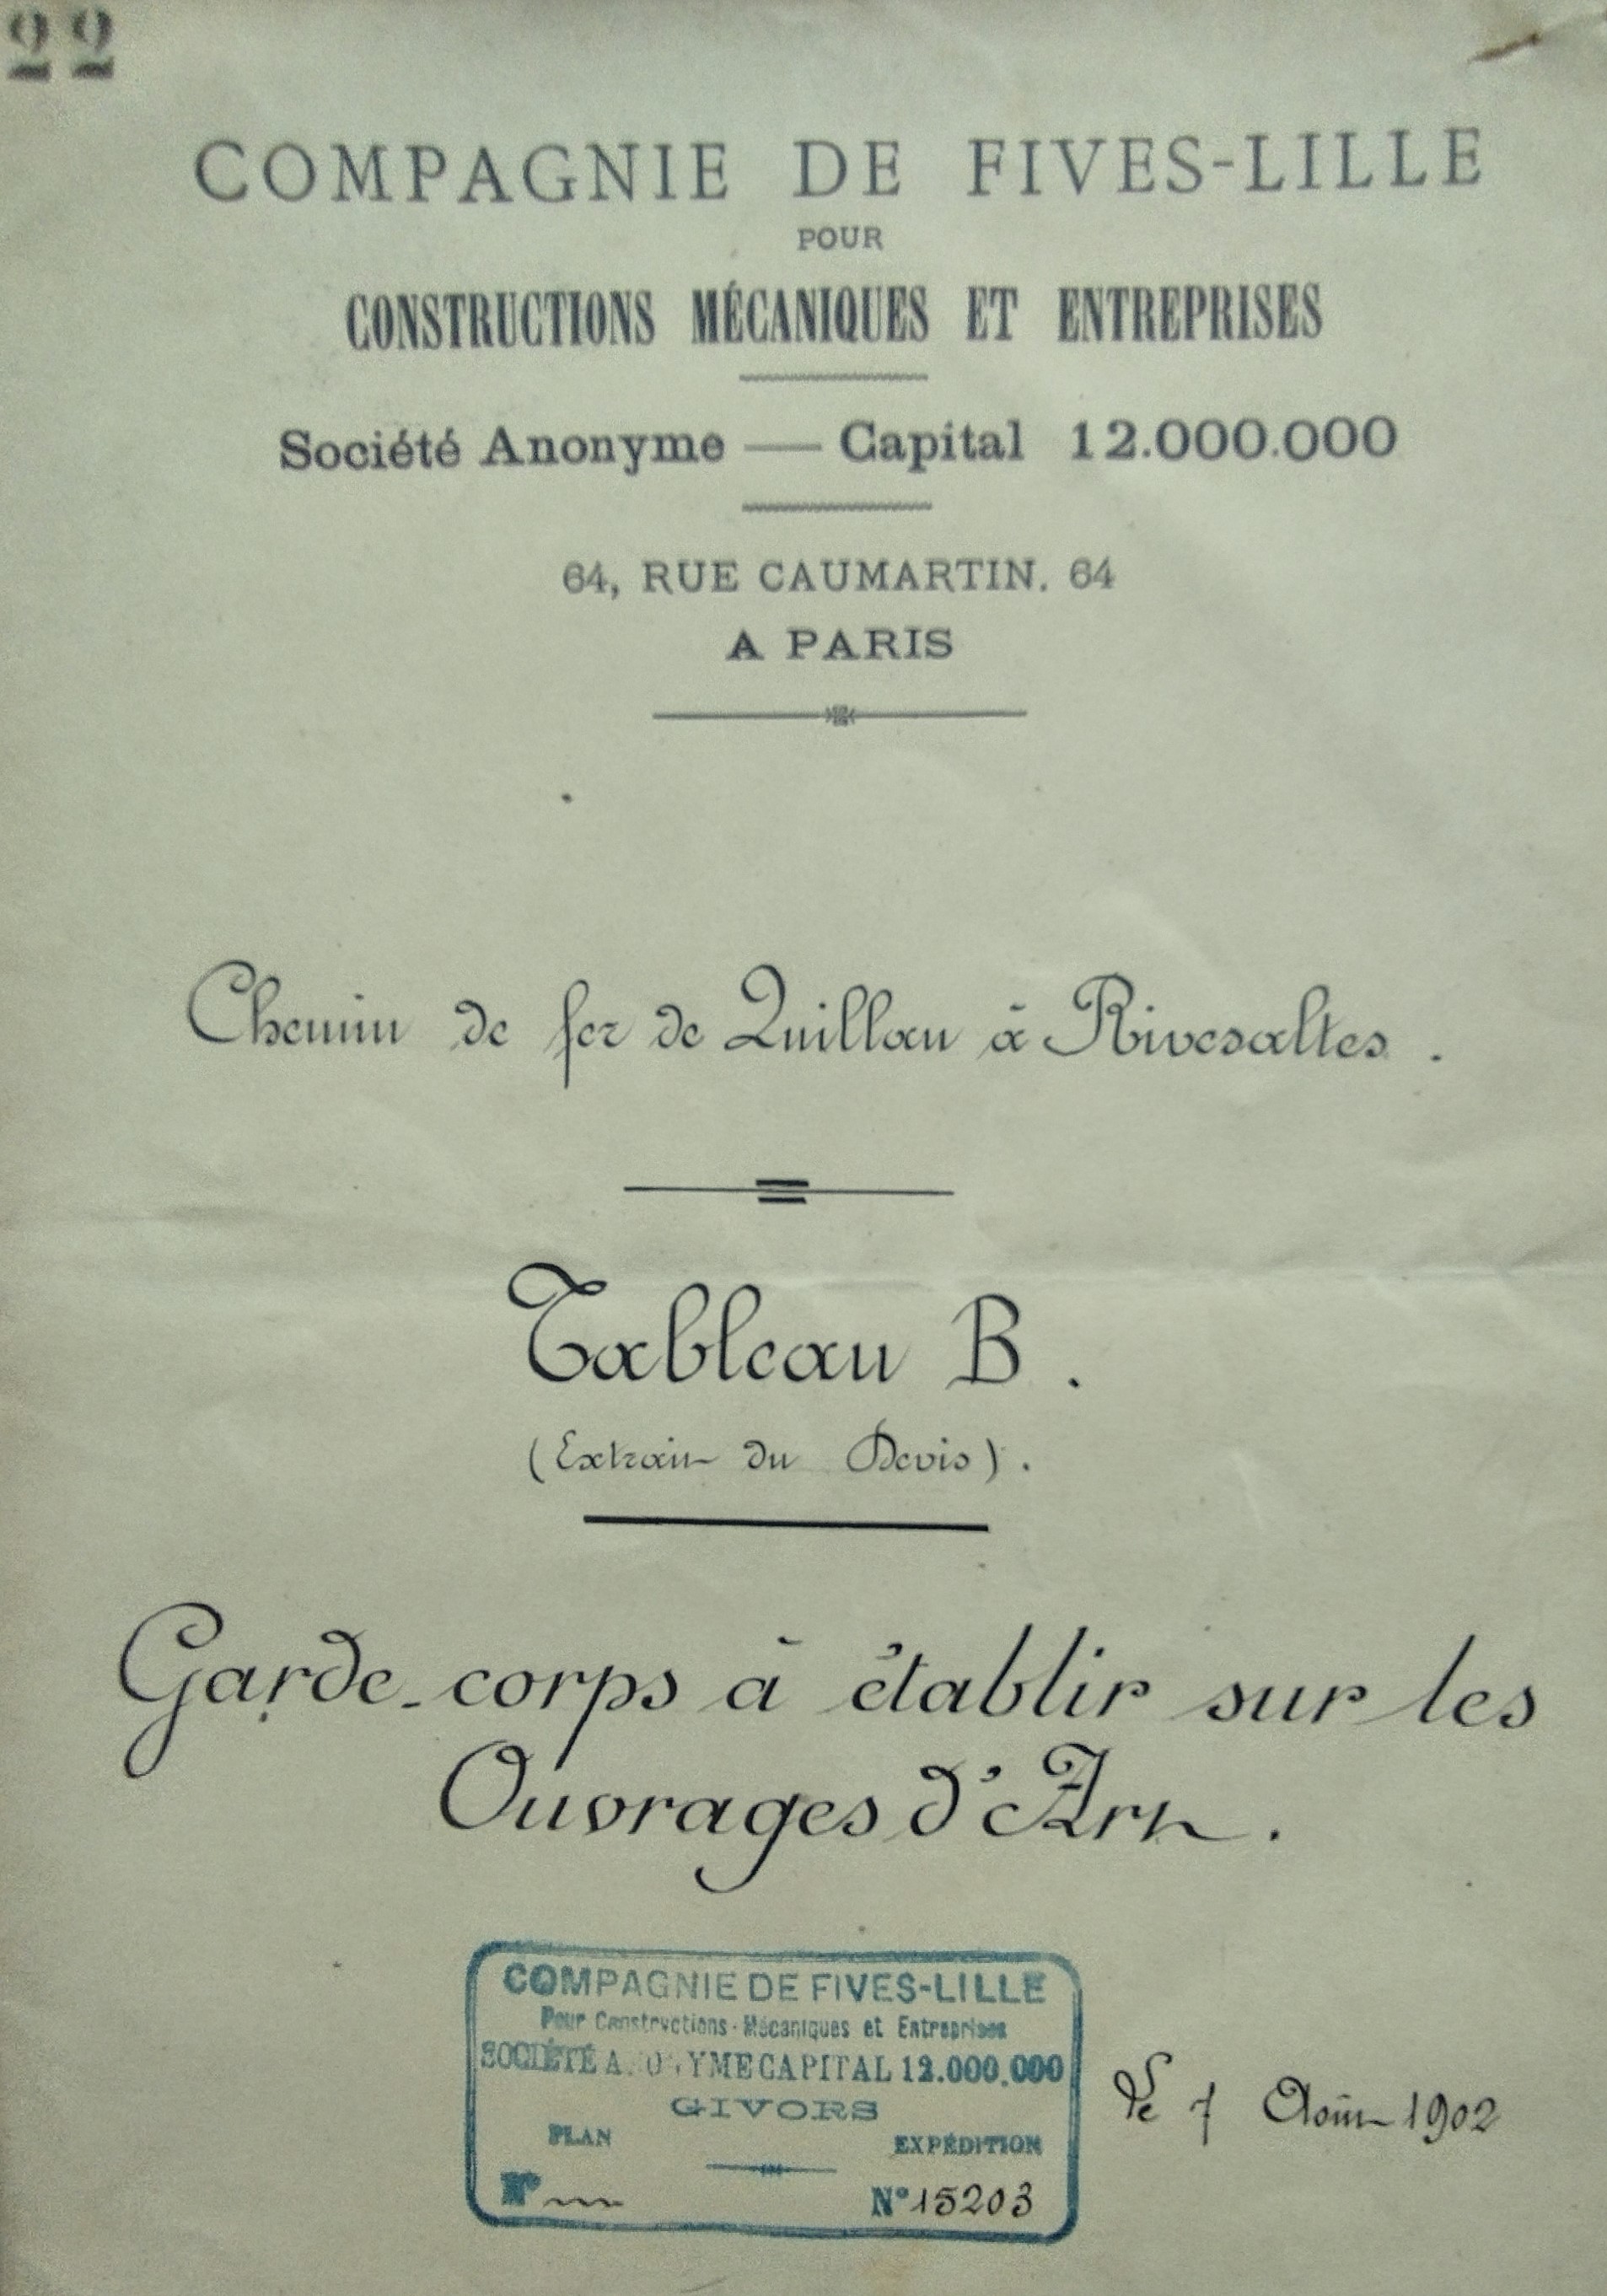 22
COMPAGNIE DE FIVES-LILLE
POUR
CONSTRUCTIONS MÉCANIQUES ET ENTREPRISES
Société Anonyme — Capital 12.000.000
64, RUE CAUMARTIN. 64
A PARIS
Chemin de fer de Quillan à Rivesaltes.
Tableau B.
(Extrait du Devis).
Garde-corps à établir sur les
Ouvrages d'Art.
COMPAGNIE DE FIVES-LILLE
Pour Constructions-Mécaniques et Entreprises
SOCIÉTÉ ANONYME CAPITAL 12.000.000
GIVORS
PLAN EXPÉDITION
N° N° 15203
Le 7 Août 1902